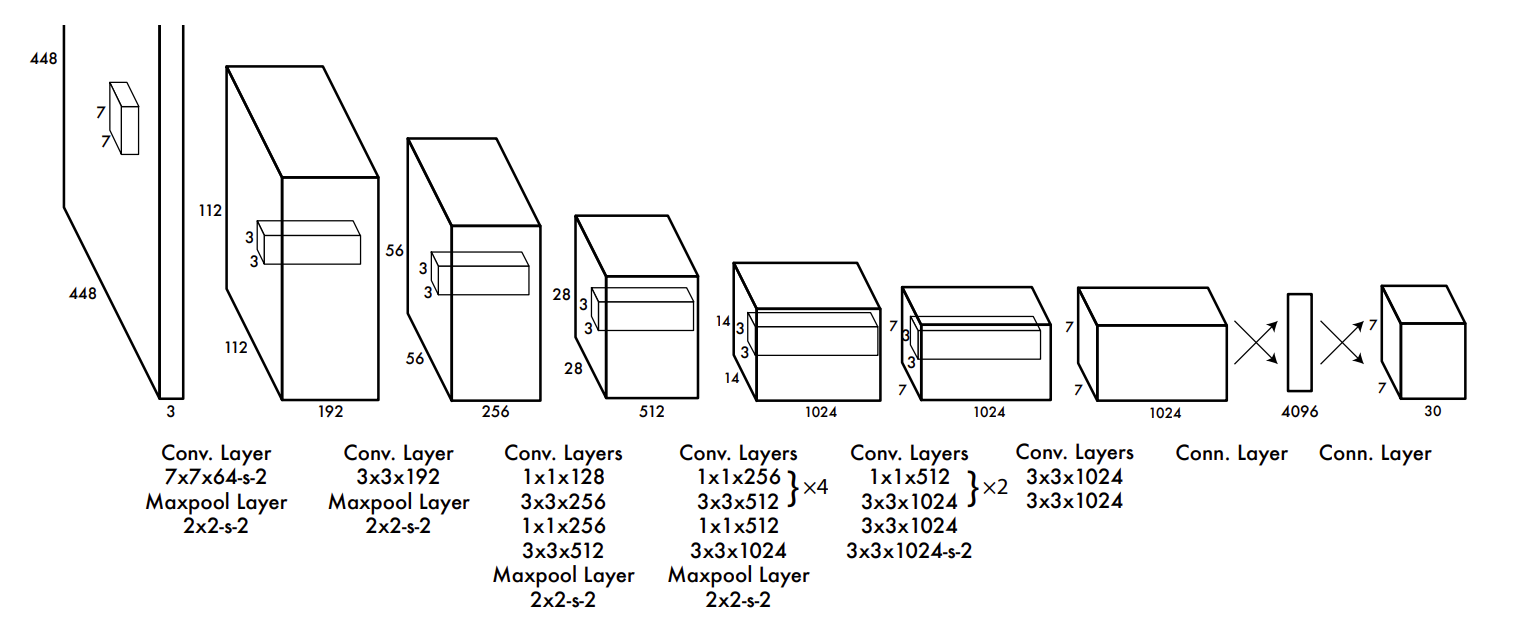 448
7
7
448
3
112
3
3
112
192
56
3
3
56
256
28
3
3
28
512
14
3
3
14
1024
7
3
3
7
1024
7
7
1024
4096
7
7
30
Conv. Layer
7x7x64-s-2
Maxpool Layer
2x2-s-2
Conv. Layer
3x3x192
Maxpool Layer
2x2-s-2
Conv. Layers
1x1x128
3x3x256
1x1x256
3x3x512
Maxpool Layer
2x2-s-2
Conv. Layers
1x1x256
3x3x512
}×4
1x1x512
3x3x1024
Maxpool Layer
2x2-s-2
Conv. Layers
1x1x512
3x3x1024
}×2
3x3x1024
3x3x1024-s-2
Conv. Layers
3x3x1024
3x3x1024
Conn. Layer
Conn. Layer